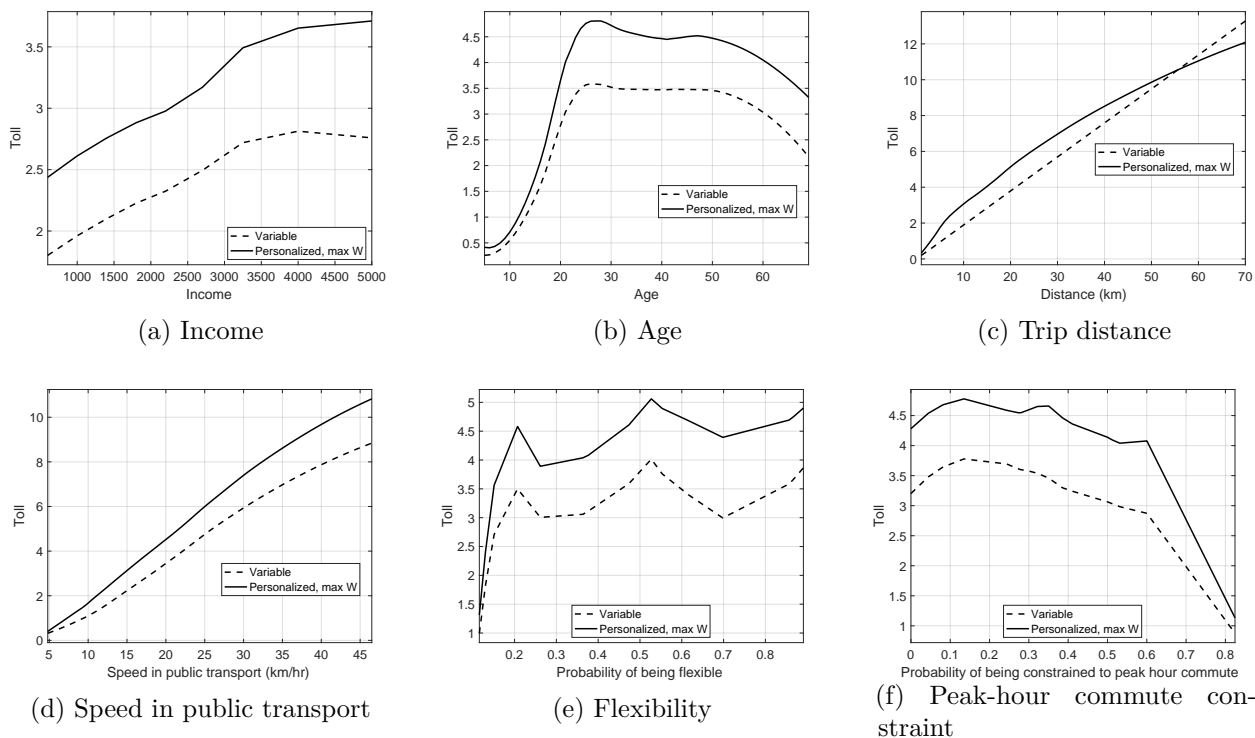 3.5
3
2.5
2
Toll
1000 1500 2000 2500 3000 3500 4000 4500 5000
Income
Variable
Personalized, max W
(a) Income
4.5
4
3.5
3
2.5
2
1.5
1
0.5
Toll
10 20 30 40 50 60
Age
Variable
Personalized, max W
(b) Age
12
10
8
6
4
2
0
Toll
10 20 30 40 50 60 70
Distance (km)
Variable
Personalized, max W
(c) Trip distance
10
8
6
4
2
0
Toll
5 10 15 20 25 30 35 40 45
Speed in public transport (km/hr)
Variable
Personalized, max W
(d) Speed in public transport
5
4.5
4
3.5
3
2.5
2
1.5
1
Toll
0.2 0.3 0.4 0.5 0.6 0.7 0.8
Probability of being flexible
Variable
Personalized, max W
(e) Flexibility
4.5
4
3.5
3
2.5
2
1.5
1
Toll
0 0.1 0.2 0.3 0.4 0.5 0.6 0.7 0.8
Probability of being constrained to peak hour commute
Variable
Personalized, max W
(f) Peak-hour commute con-
straint